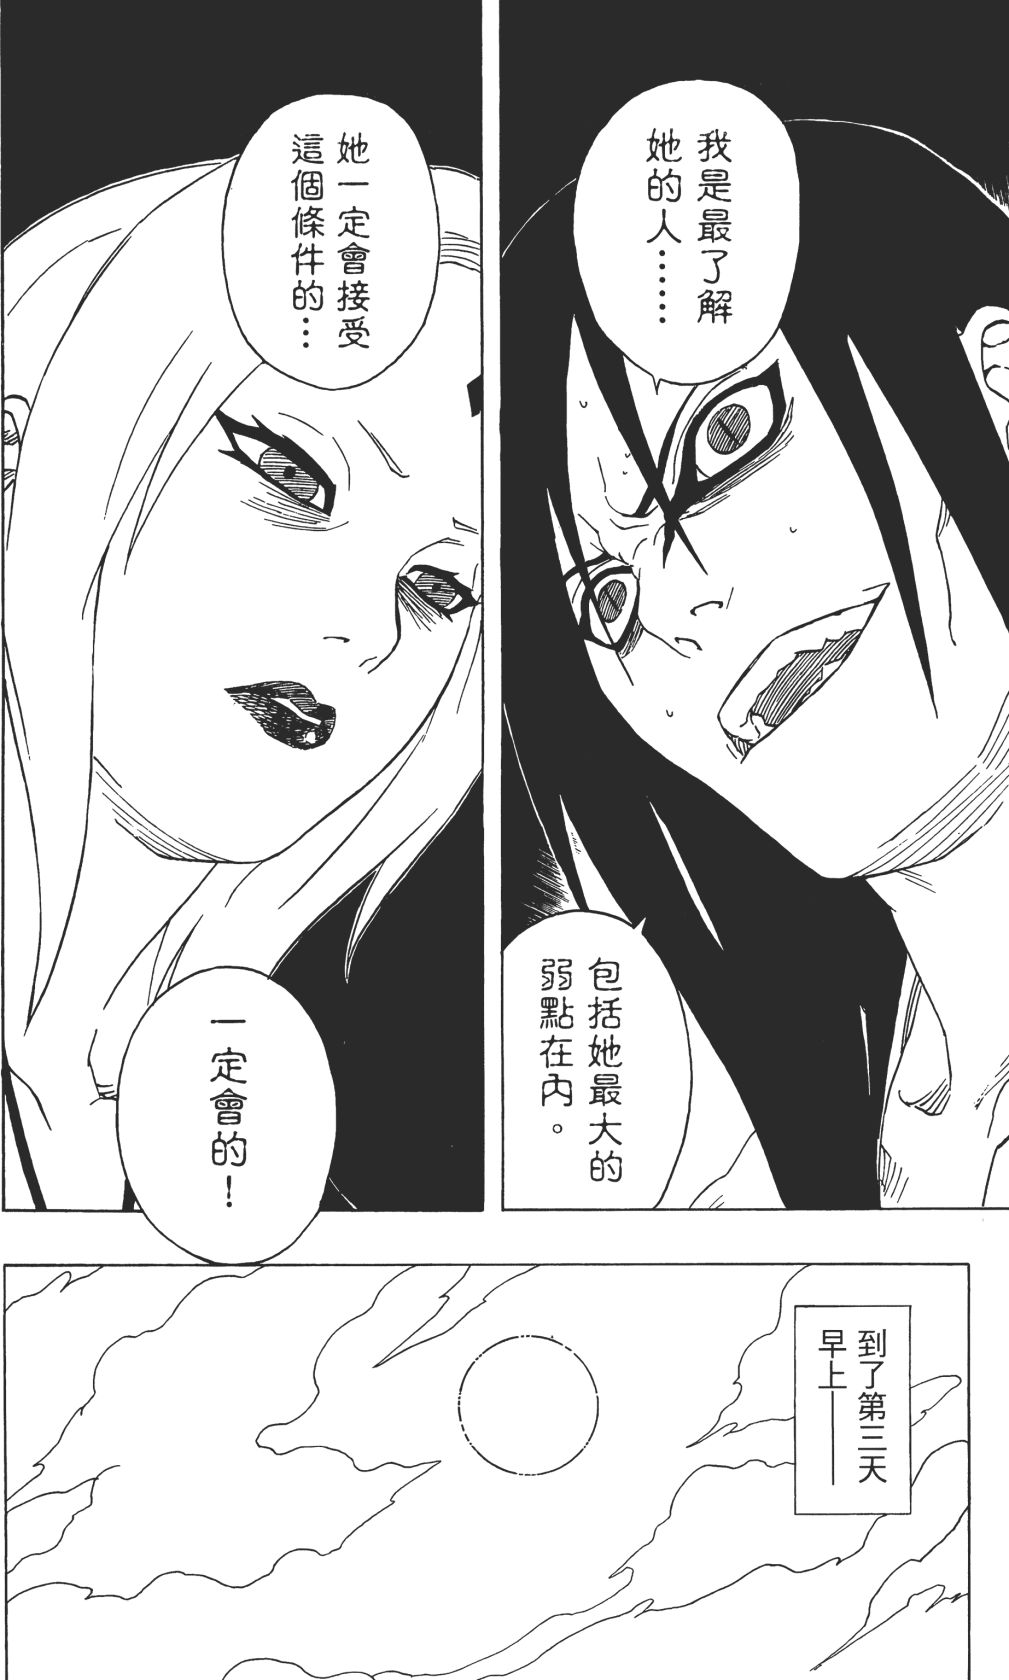 我是最了解
她的人……
包括她最大的
弱點在內。
她一定會接受
這個條件的…
一定會的！
到了第三天
早上——